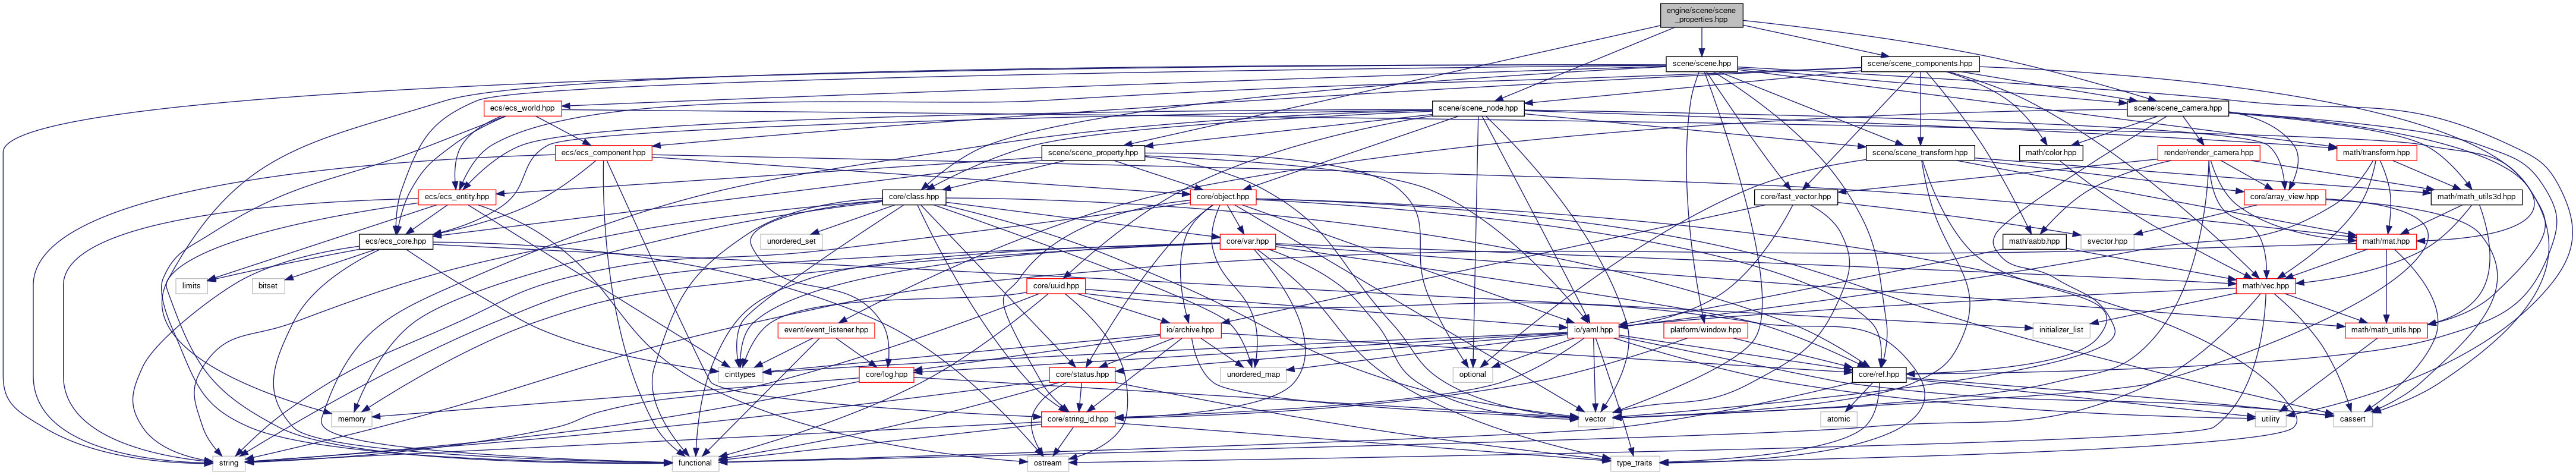 engine/scene/scene
_properties.hpp
scene/scene.hpp
scene/scene_components.hpp
ecs/ecs_world.hpp
scene/scene_node.hpp
scene/scene_camera.hpp
ecs/ecs_component.hpp
scene/scene_property.hpp
scene/scene_transform.hpp
math/color.hpp
render/render_camera.hpp
math/transform.hpp
ecs/ecs_entity.hpp
core/class.hpp
core/object.hpp
core/fast_vector.hpp
core/array_view.hpp
math/math_utils3d.hpp
ecs/ecs_core.hpp
unordered_set
core/var.hpp
math/aabb.hpp
svector.hpp
math/mat.hpp
limits
bitset
core/uuid.hpp
math/vec.hpp
event/event_listener.hpp
io/archive.hpp
io/yaml.hpp
platform/window.hpp
initializer_list
math/math_utils.hpp
cinttypes
core/log.hpp
core/status.hpp
unordered_map
optional
core/ref.hpp
memory
core/string_id.hpp
vector
atomic
utility
cassert
string
functional
ostream
type_traits